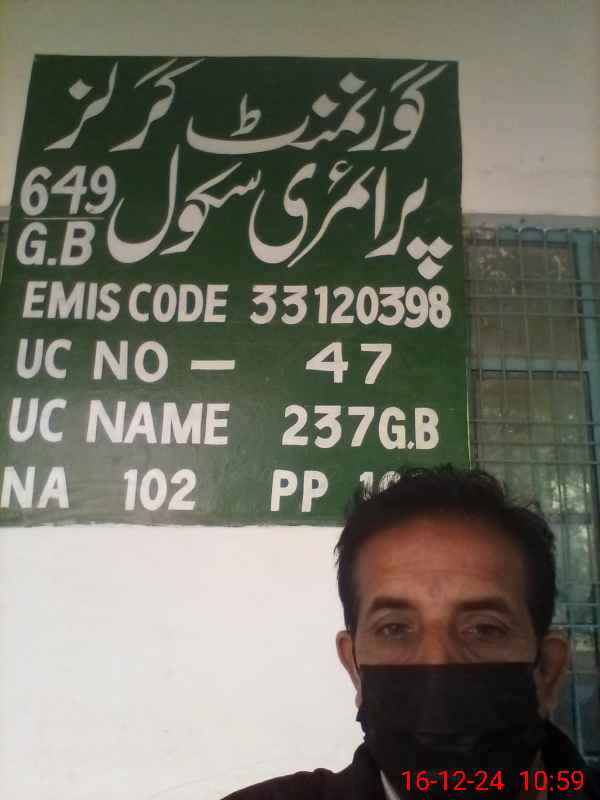 گورنمنٹ گرلز
پرائمری سکول
649
G.B
EMIS CODE 33120398
UC NO - 47
UC NAME 237G.B
NA 102 PP
16-12-24 10:59